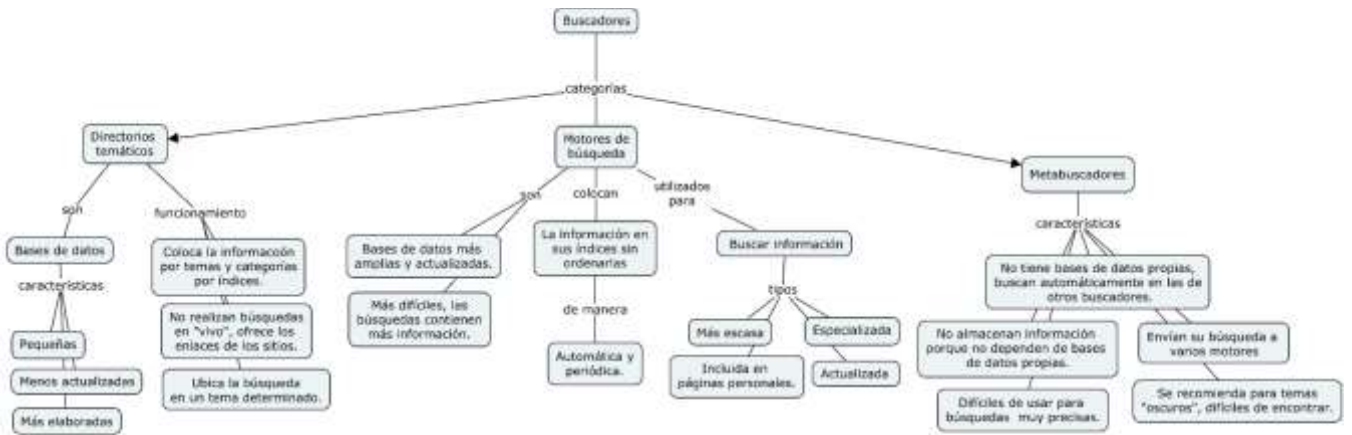 Buscadores
categorías
Directorios
temáticos
son
Bases de datos
características
Pequeñas
Menos actualizadas
Más elaboradas
funcionamiento
Coloca la informacoón
por temas y categorías
por índices.
No realizan búsquedas
en "vivo", ofrece los
enlaces de los sitios.
Ubica la búsqueda
en un tema determinado.
Motores de
búsqueda
son
Bases de datos más
amplias y actualizadas.
Más difíciles, las
búsquedas contienen
más información.
colocan
La información en
sus índices sin
ordenarlas
de manera
Automática y
periódica.
utilizados
para
Buscar información
tipos
Más escasa
Incluida en
páginas personales.
Especializada
Actualizada
Metabuscadores
características
No tiene bases de datos propias,
buscan automáticamente en las de
otros buscadores.
No almacenan información
porque no dependen de bases
de datos propias.
Difíciles de usar para
búsquedas muy precisas.
Envían su búsqueda a
varios motores
Se recomienda para temas
"oscuros", difíciles de encontrar.